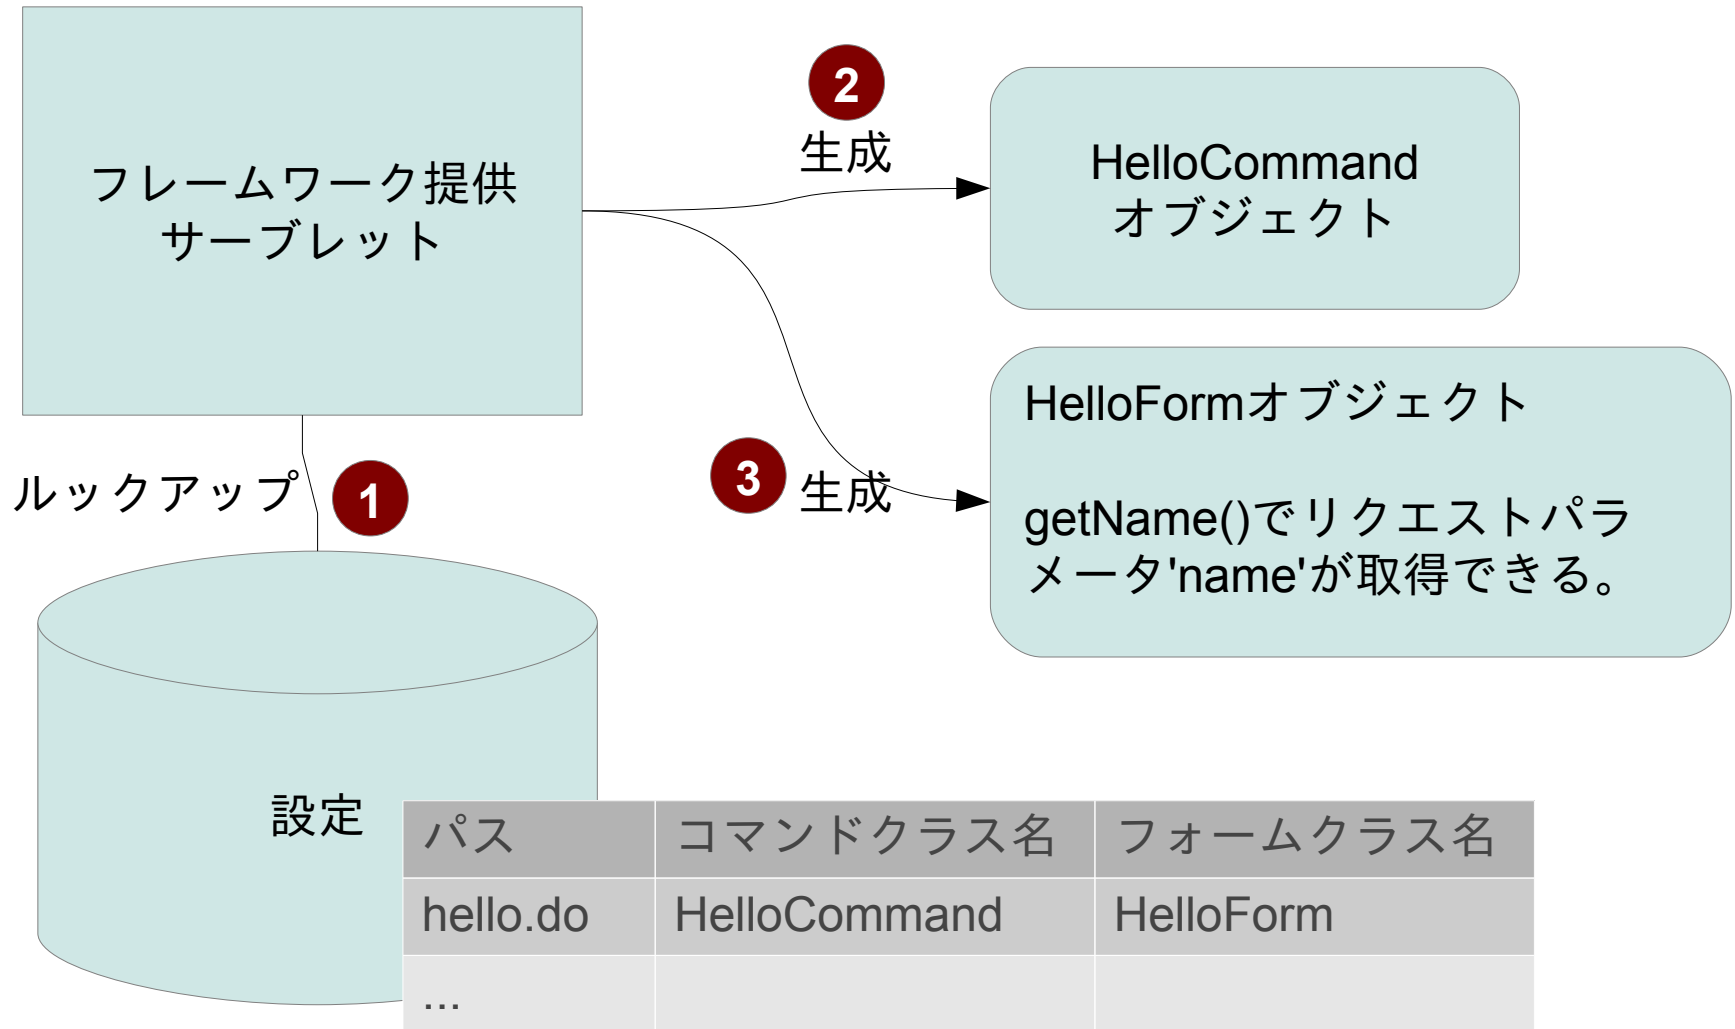 フレームワーク提供
サーブレット
2
生成
HelloCommand
オブジェクト
ルックアップ
1
3
生成
HelloFormオブジェクト
getName()でリクエストパラ
メータ'name'が取得できる。
設定
パス コマンドクラス名 フォームクラス名
hello.do HelloCommand HelloForm
...